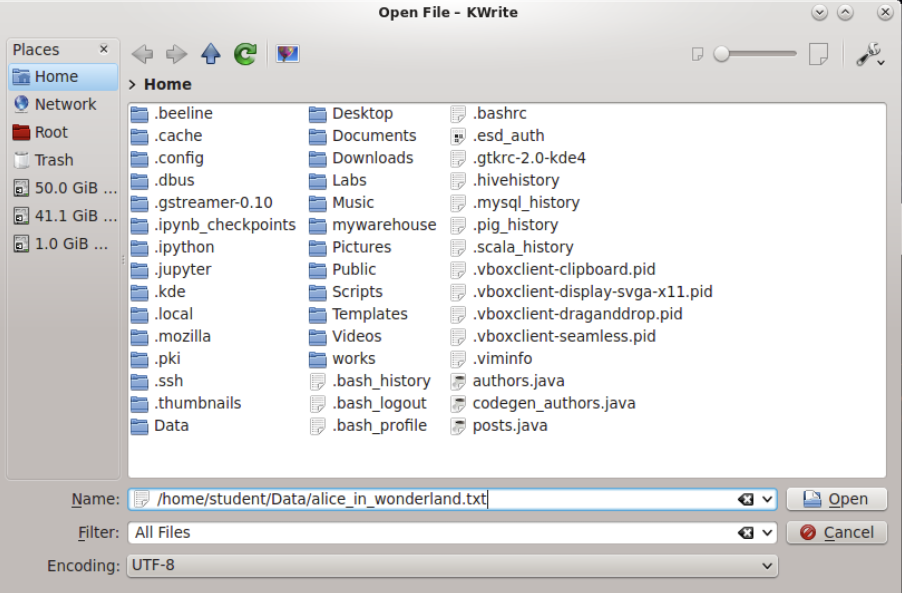 Open File – KWrite
Places
Home
Network
Root
Trash
50.0 GiB ...
41.1 GiB ...
1.0 GiB ...
> Home
.beeline
.cache
.config
.dbus
.gstreamer-0.10
.ipynb_checkpoints
.ipython
.jupyter
.kde
.local
.mozilla
.pki
.ssh
.thumbnails
Data
Desktop
Documents
Downloads
Labs
Music
mywarehouse
Pictures
Public
Scripts
Templates
Videos
works
.bash_history
.bash_logout
.bash_profile
.bashrc
.esd_auth
.gtkrc-2.0-kde4
.hivehistory
.mysql_history
.pig_history
.scala_history
.vboxclient-clipboard.pid
.vboxclient-display-svga-x11.pid
.vboxclient-draganddrop.pid
.vboxclient-seamless.pid
.viminfo
authors.java
codegen_authors.java
posts.java
Name: /home/student/Data/alice_in_wonderland.txt Open
Filter: All Files Cancel
Encoding: UTF-8